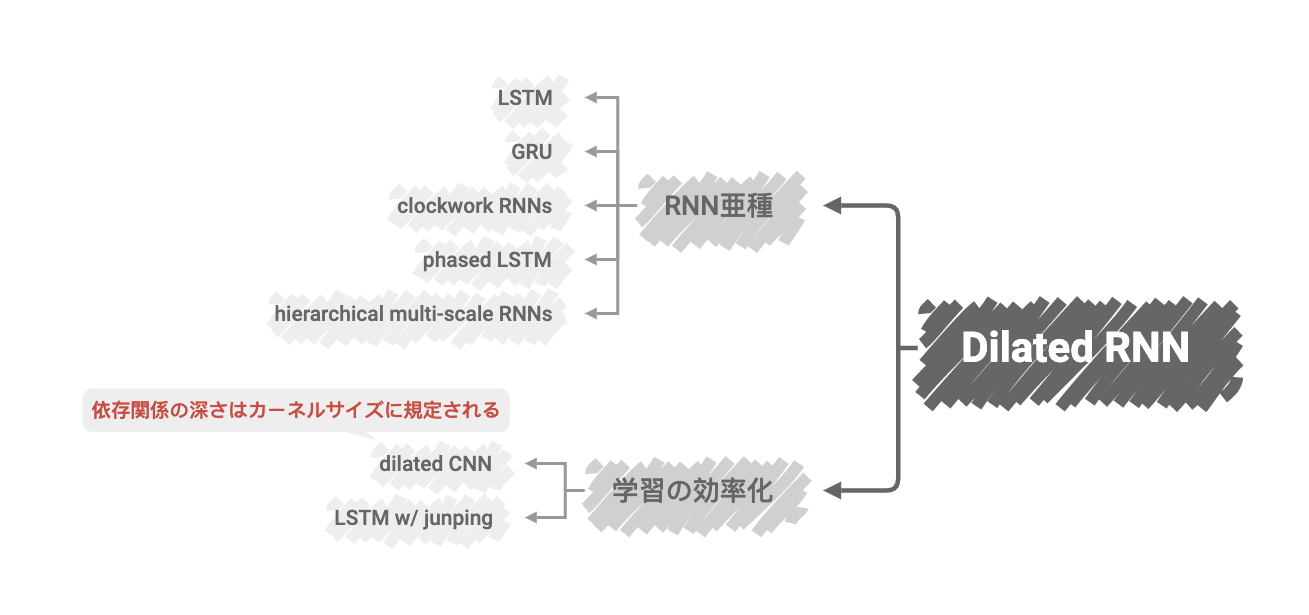 LSTM
GRU
clockwork RNNs
phased LSTM
hierarchical multi-scale RNNs
RNN亜種
Dilated RNN
依存関係の深さはカーネルサイズに規定される
dilated CNN
LSTM w/ junping
学習の効率化